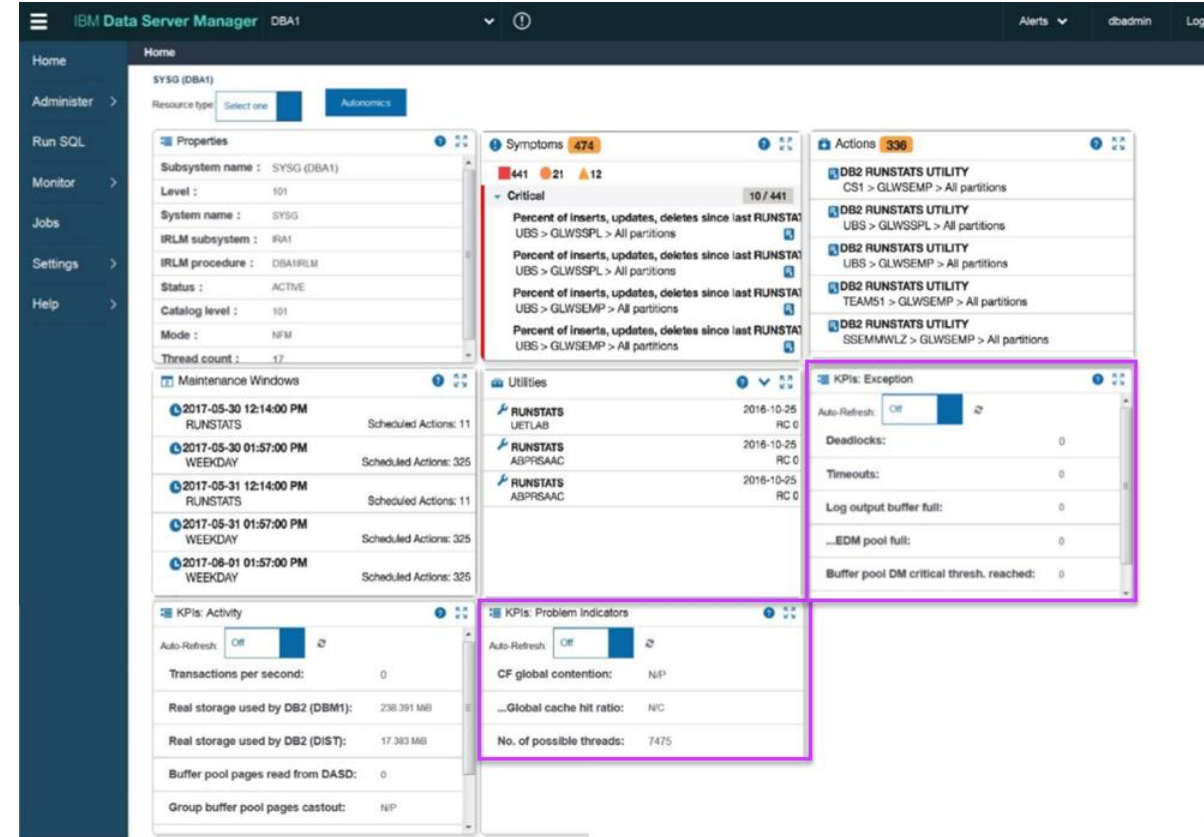 IBM Data Server Manager DBA1 Alerts dbadmin Log
Home
Home
Administer
Run SQL
Monitor
Jobs
Settings
Help
SYSG (DBA1)
Resource type: Select one Autonomics
Properties
Subsystem name : SYSG (DBA1)
Level : 101
System name : SYSG
IRLM subsystem : IRA1
IRLM procedure : DBA1IRLM
Status : ACTIVE
Catalog level : 101
Mode : NFM
Thread count : 17
Symptoms 474
441 21 12
Critical 10 / 441
Percent of inserts, updates, deletes since last RUNSTAT
UBS > GLWSSPL > All partitions
Percent of inserts, updates, deletes since last RUNSTAT
UBS > GLWSSPL > All partitions
Percent of inserts, updates, deletes since last RUNSTAT
UBS > GLWSEMP > All partitions
Percent of inserts, updates, deletes since last RUNSTAT
UBS > GLWSEMP > All partitions
Actions 336
DB2 RUNSTATS UTILITY
CS1 > GLWSEMP > All partitions
DB2 RUNSTATS UTILITY
UBS > GLWSSPL > All partitions
DB2 RUNSTATS UTILITY
UBS > GLWSEMP > All partitions
DB2 RUNSTATS UTILITY
TEAM51 > GLWSEMP > All partitions
DB2 RUNSTATS UTILITY
SSEMMWLZ > GLWSEMP > All partitions
Maintenance Windows
2017-05-30 12:14:00 PM
RUNSTATS Scheduled Actions: 11
2017-05-30 01:57:00 PM
WEEKDAY Scheduled Actions: 325
2017-05-31 12:14:00 PM
RUNSTATS Scheduled Actions: 11
2017-05-31 01:57:00 PM
WEEKDAY Scheduled Actions: 325
2017-06-01 01:57:00 PM
WEEKDAY Scheduled Actions: 325
Utilities
RUNSTATS 2016-10-25
UETLAB RC 0
RUNSTATS 2016-10-25
ABPRSAAC RC 0
RUNSTATS 2016-10-25
ABPRSAAC RC 0
KPIs: Exception
Auto-Refresh: Off
Deadlocks: 0
Timeouts: 0
Log output buffer full: 0
...EDM pool full: 0
Buffer pool DM critical thresh. reached: 0
KPIs: Activity
Auto-Refresh: Off
Transactions per second: 0
Real storage used by DB2 (DBM1): 238.391 MiB
Real storage used by DB2 (DIST): 17.383 MiB
Buffer pool pages read from DASD: 0
Group buffer pool pages castout: N/P
KPIs: Problem Indicators
Auto-Refresh: Off
CF global contention: N/P
...Global cache hit ratio: N/C
No. of possible threads: 7475